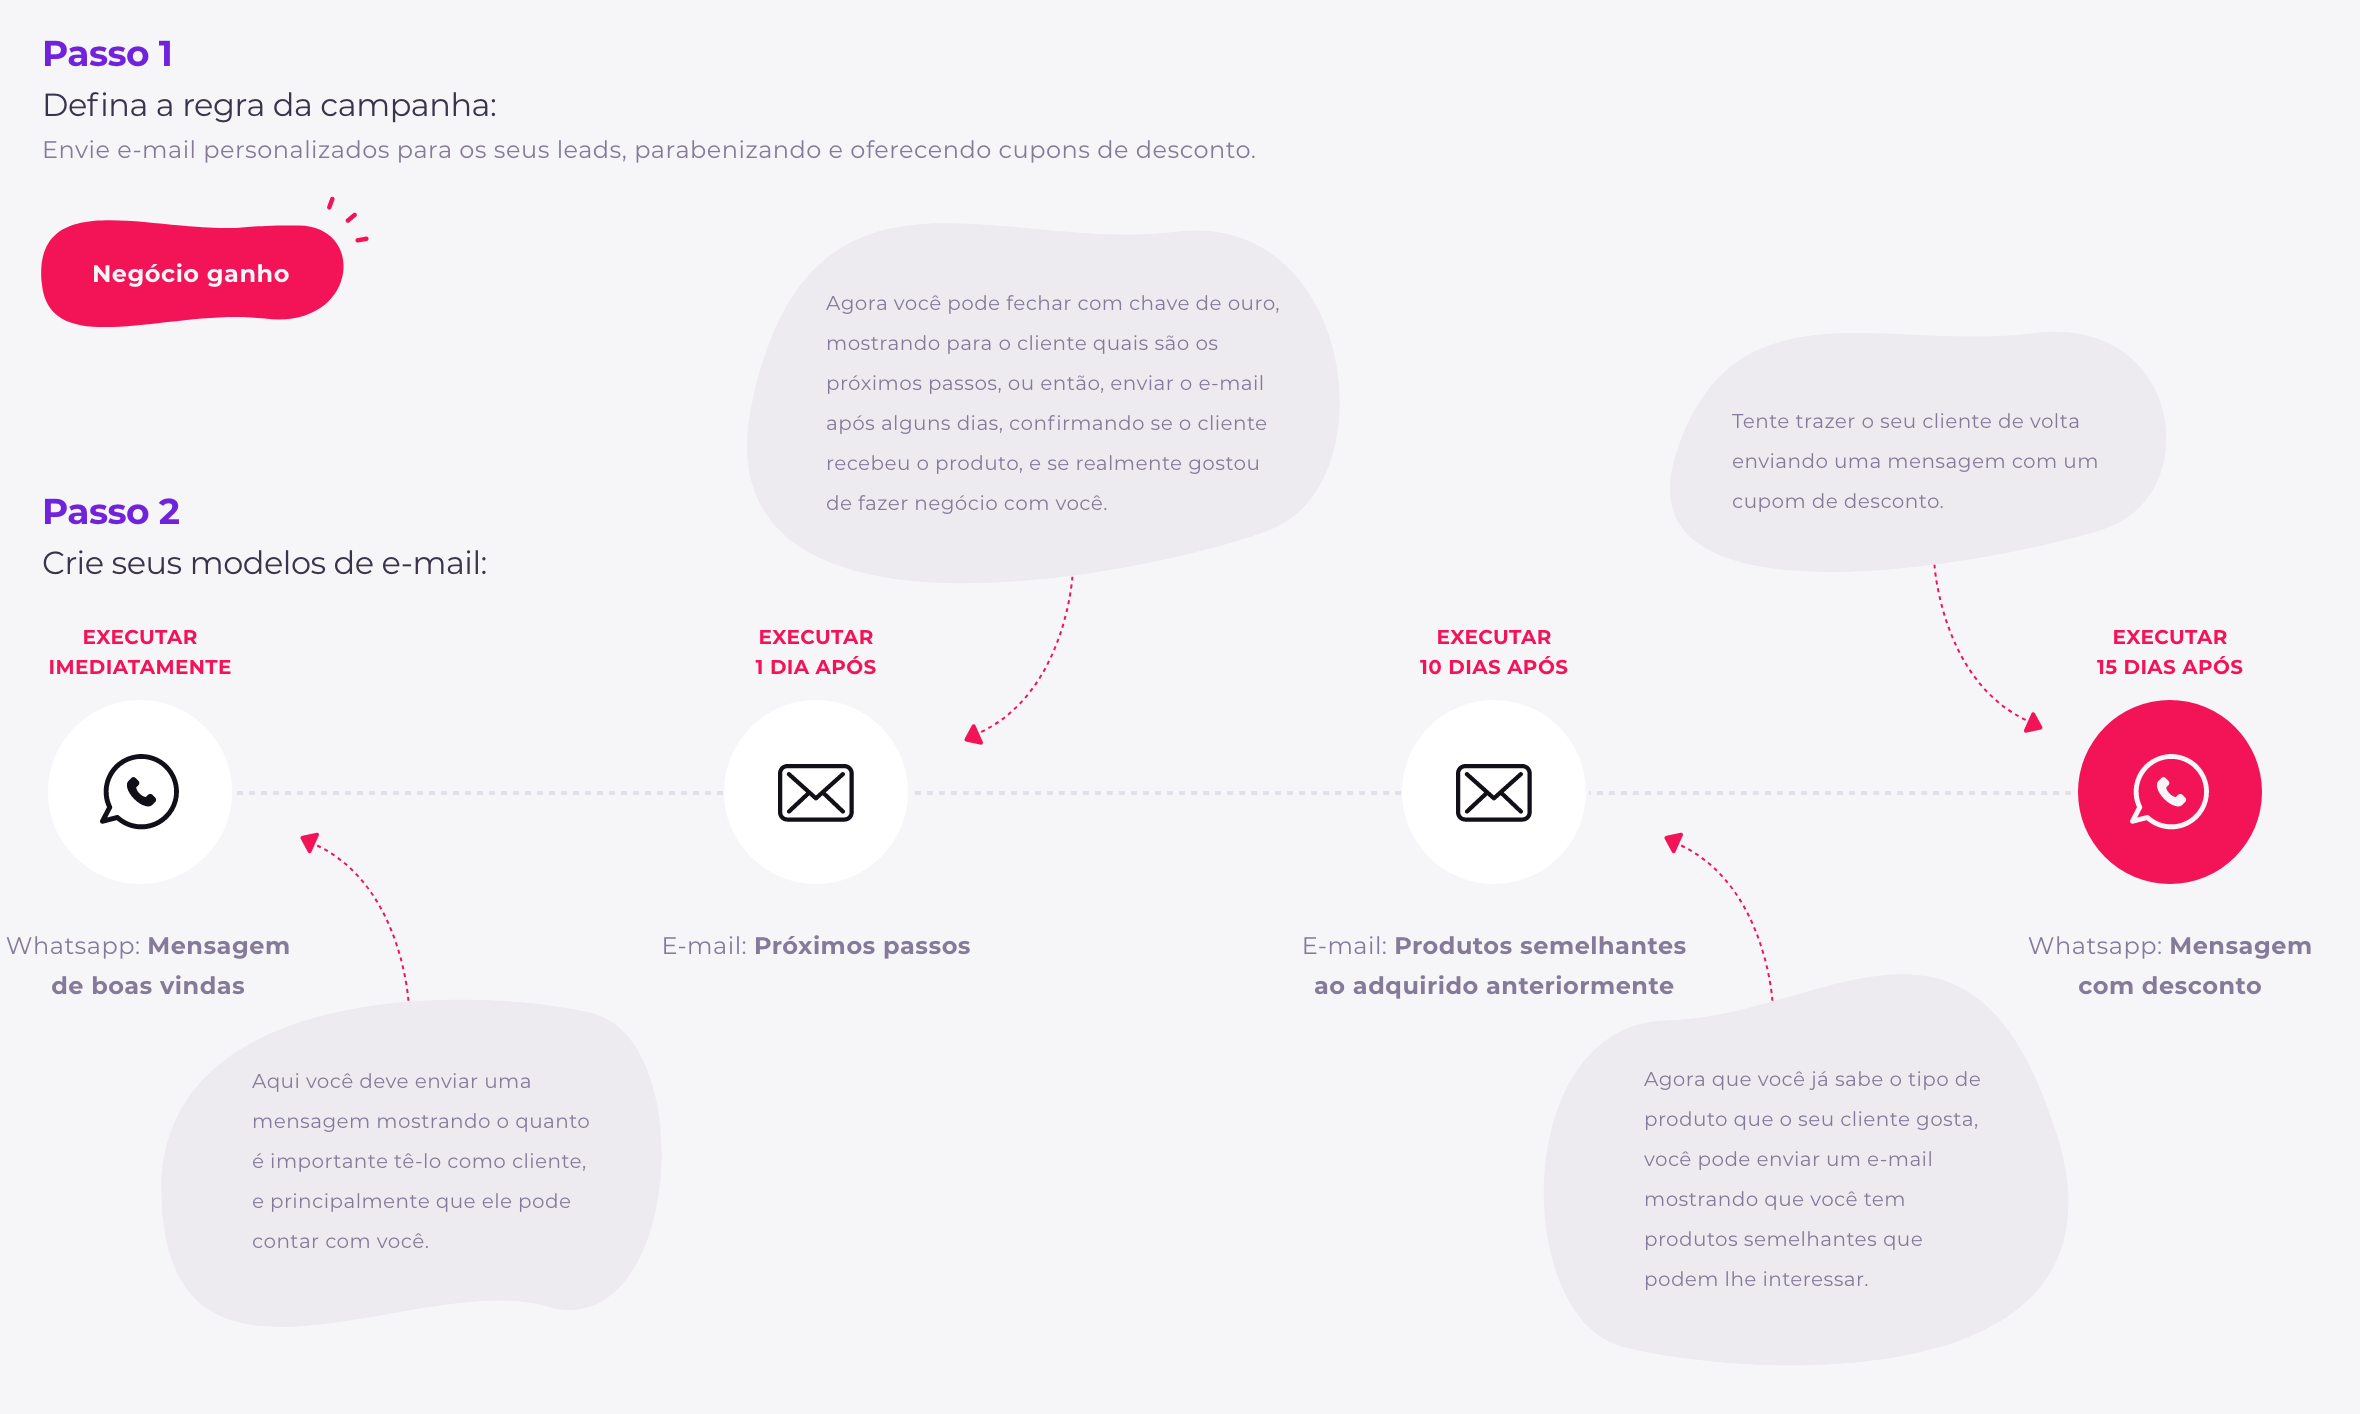 Passo 1
Defina a regra da campanha:
Envie e-mail personalizados para os seus leads, parabenizando e oferecendo cupons de desconto.
Negócio ganho
Agora você pode fechar com chave de ouro,
mostrando para o cliente quais são os
próximos passos, ou então, enviar o e-mail
após alguns dias, confirmando se o cliente
recebeu o produto, e se realmente gostou
de fazer negócio com você.
Tente trazer o seu cliente de volta
enviando uma mensagem com um
cupom de desconto.
Passo 2
Crie seus modelos de e-mail:
EXECUTAR
IMEDIATAMENTE
EXECUTAR
1 DIA APÓS
EXECUTAR
10 DIAS APÓS
EXECUTAR
15 DIAS APÓS
Whatsapp: Mensagem
de boas vindas
E-mail: Próximos passos
E-mail: Produtos semelhantes
ao adquirido anteriormente
Whatsapp: Mensagem
com desconto
Aqui você deve enviar uma
mensagem mostrando o quanto
é importante tê-lo como cliente,
e principalmente que ele pode
contar com você.
Agora que você já sabe o tipo de
produto que o seu cliente gosta,
você pode enviar um e-mail
mostrando que você tem
produtos semelhantes que
podem lhe interessar.